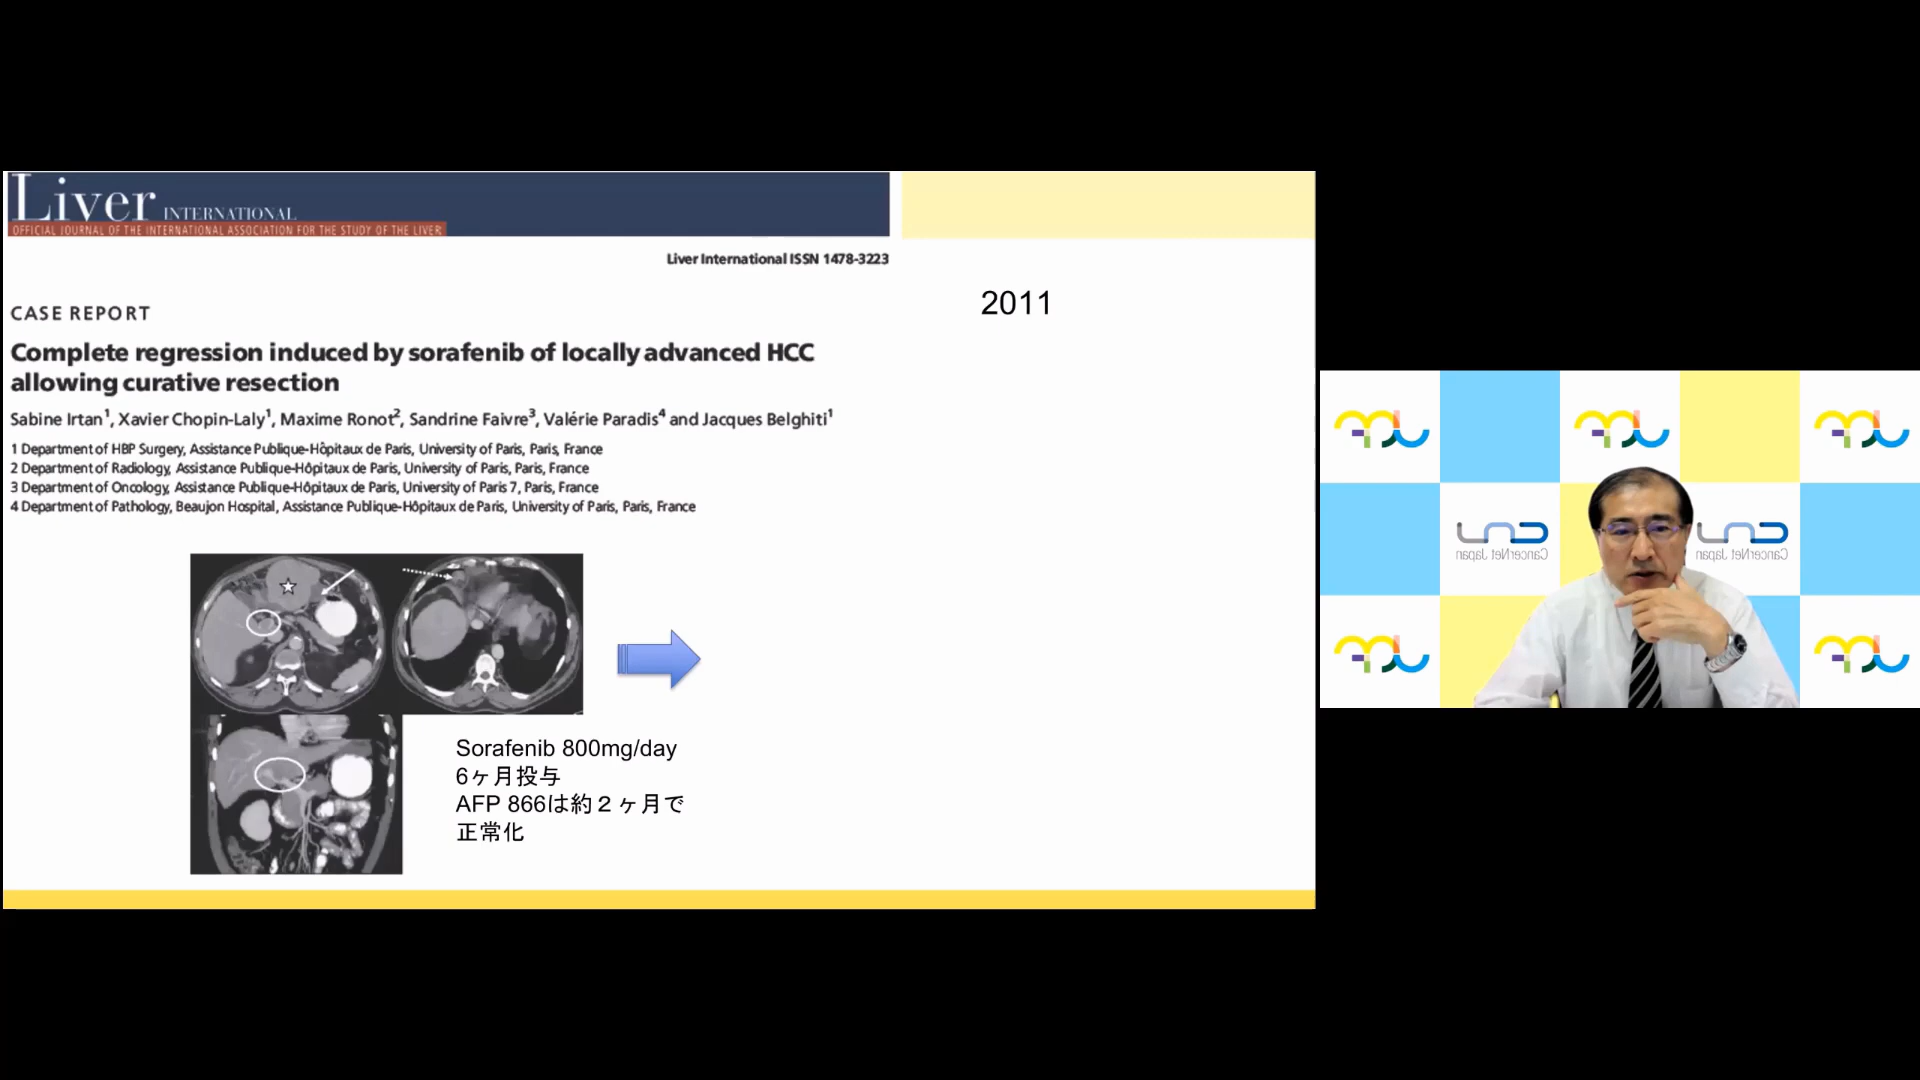 Liver INTERNATIONAL
OFFICIAL JOURNAL OF THE INTERNATIONAL ASSOCIATION FOR THE STUDY OF THE LIVER
Liver International ISSN 1478-3223
2011
CASE REPORT
Complete regression induced by sorafenib of locally advanced HCC
allowing curative resection
Sabine Irtan1, Xavier Chopin-Laly1, Maxime Ronot2, Sandrine Faivre3, Valérie Paradis4 and Jacques Belghiti1
1 Department of HBP Surgery, Assistance Publique-Hôpitaux de Paris, University of Paris, Paris, France
2 Department of Radiology, Assistance Publique-Hôpitaux de Paris, University of Paris, Paris, France
3 Department of Oncology, Assistance Publique-Hôpitaux de Paris, University of Paris 7, Paris, France
4 Department of Pathology, Beaujon Hospital, Assistance Publique-Hôpitaux de Paris, University of Paris, Paris, France
Sorafenib 800mg/day
6ヶ月投与
AFP 866は約２ヶ月で
正常化
CancerNet Japan
CancerNet Japan